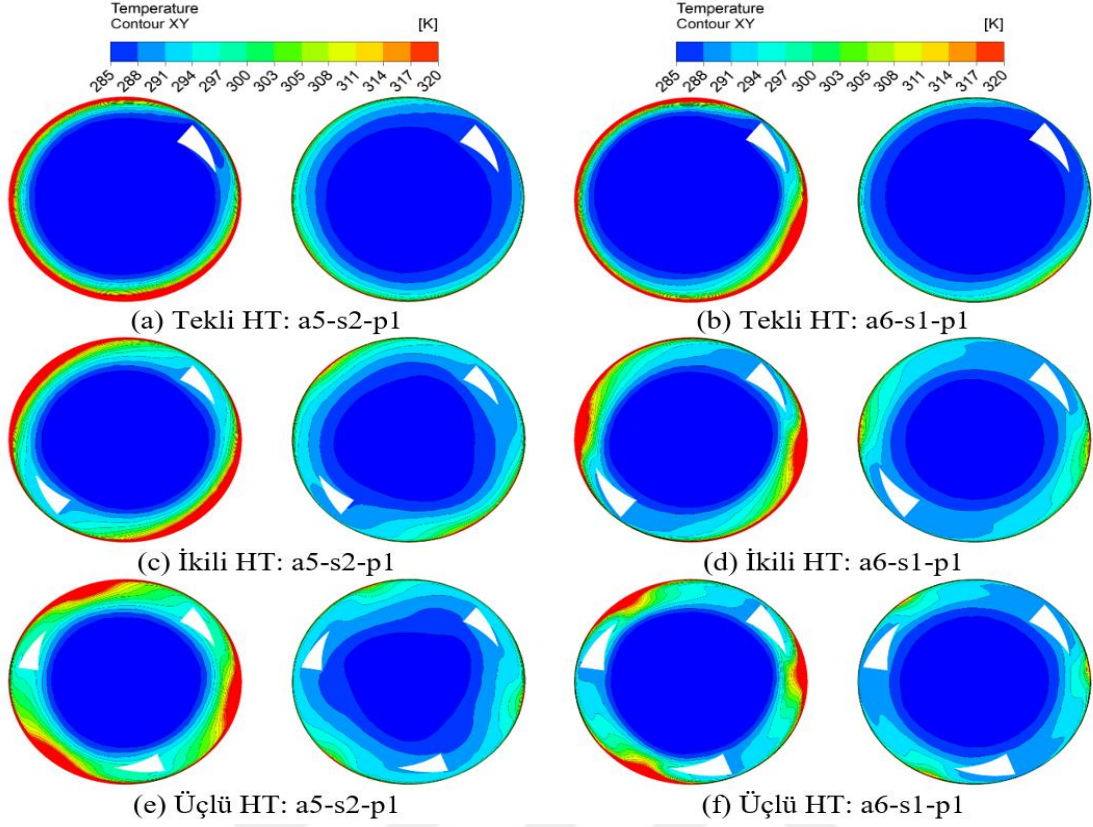 Temperature
Contour XY [K]
285 288 291 294 297 300 303 305 308 311 314 317 320
Temperature
Contour XY [K]
285 288 291 294 297 300 303 305 308 311 314 317 320
(a) Tekli HT: a5-s2-p1
(b) Tekli HT: a6-s1-p1
(c) İkili HT: a5-s2-p1
(d) İkili HT: a6-s1-p1
(e) Üçlü HT: a5-s2-p1
(f) Üçlü HT: a6-s1-p1